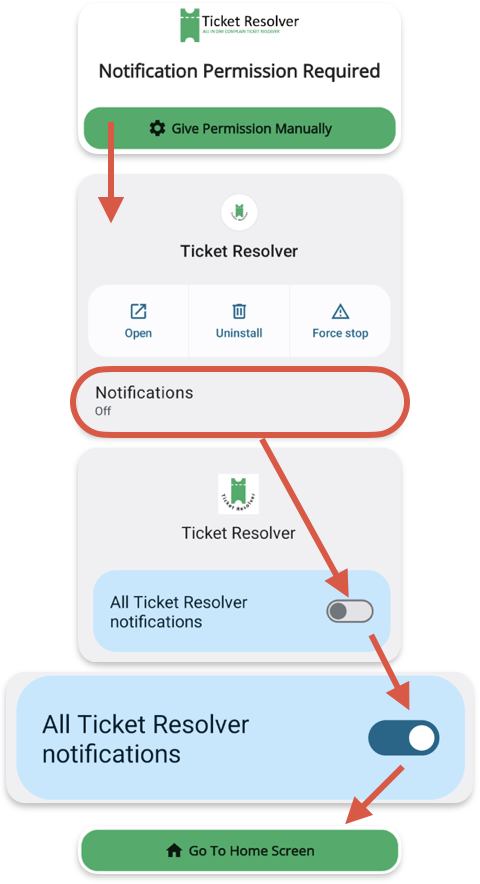 Ticket Resolver
ALL IN ONE COMPLAIN TICKET RESOLVER
Notification Permission Required
Give Permission Manually
Ticket Resolver
Open
Uninstall
Force stop
Notifications
Off
Ticket Resolver
Ticket Resolver
All Ticket Resolver
notifications
All Ticket Resolver
notifications
Go To Home Screen